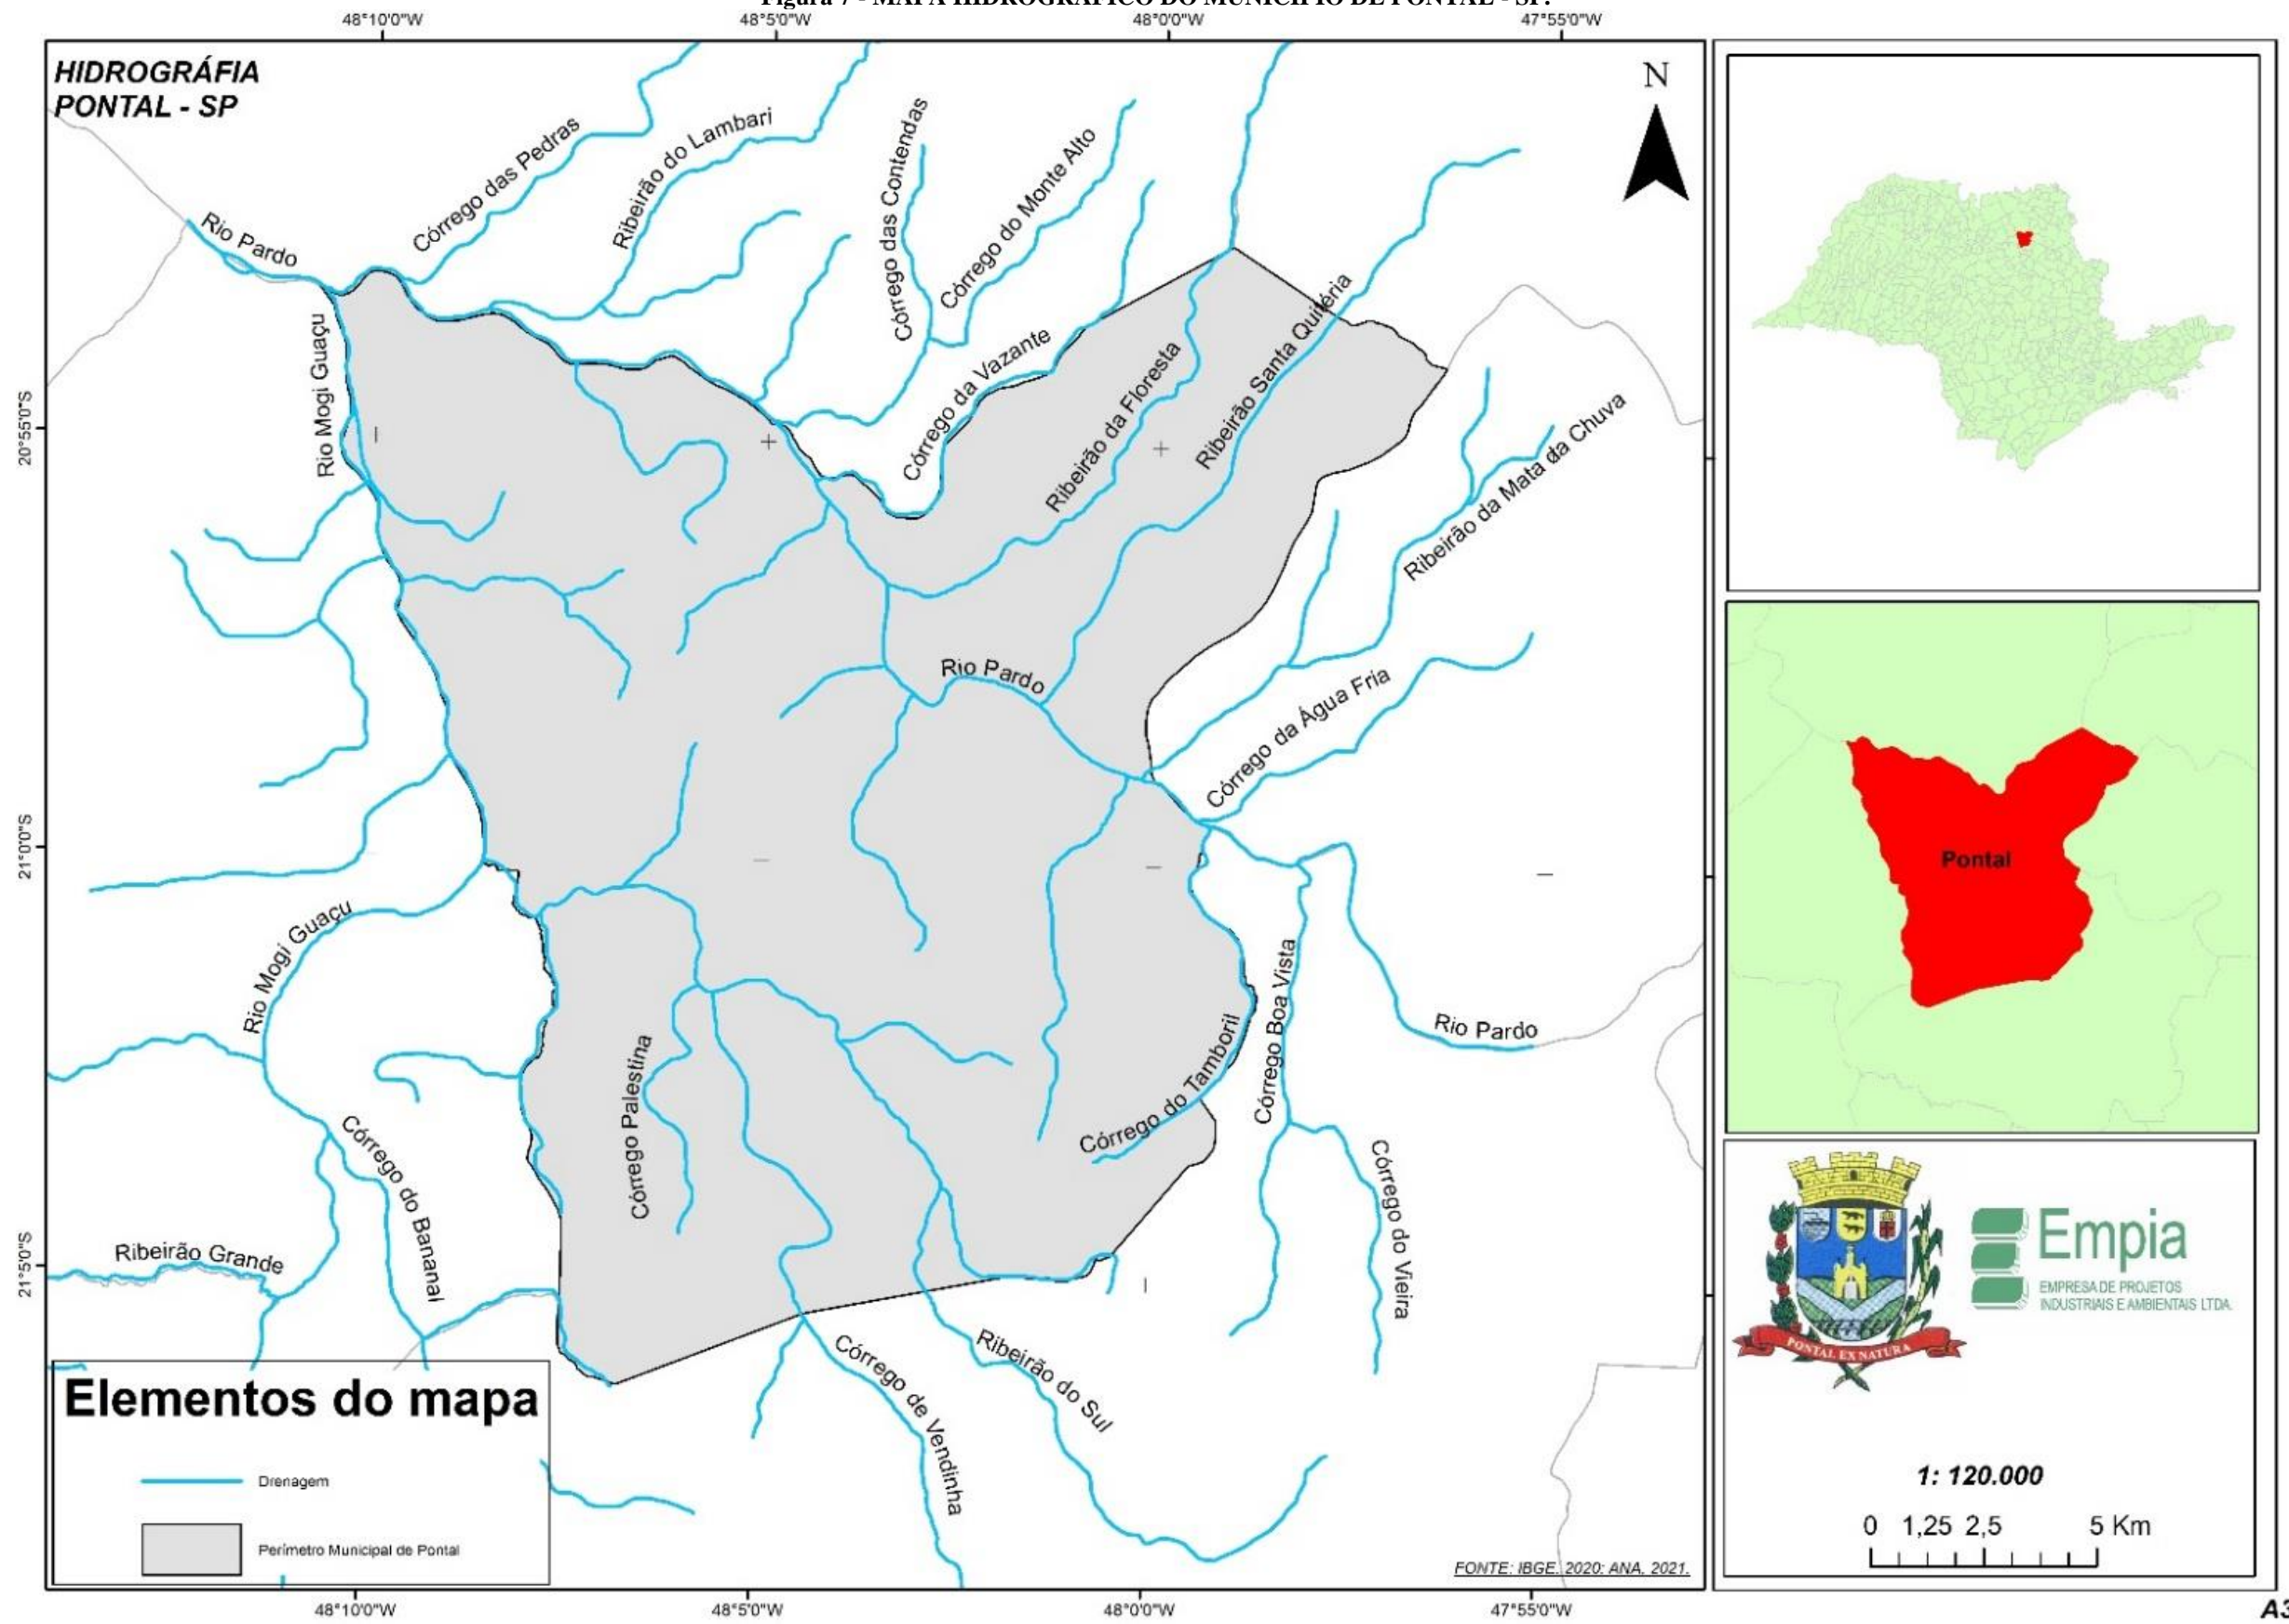 Figura 7 - MAPA HIDROGRÁFICO DO MUNICÍPIO DE PONTAL - SP.
48°10'0"W
48°5'0"W
48°0'0"W
47°55'0"W
HIDROGRÁFIA
PONTAL - SP
N
Córrego das Pedras
Ribeirão do Lambari
Córrego das Contendas
Córrego do Monte Alto
Rio Pardo
Rio Mogi Guaçu
Córrego da Vazante
Ribeirão da Floresta
Ribeirão Santa Quitéria
Ribeirão da Mata da Chuva
20°55'0"S
Rio Pardo
Córrego da Água Fria
21°0'0"S
Pontal
Rio Mogi Guaçu
Córrego Boa Vista
Rio Pardo
Córrego Palestina
Córrego do Tamboril
Córrego do Bananal
Córrego do Vieira
21°5'0"S
Ribeirão Grande
Córrego de Vendinha
Ribeirão do Sul
Empia
EMPRESA DE PROJETOS
INDUSTRIAIS E AMBIENTAIS LTDA.
PONTAL EX NATURA
Elementos do mapa
Drenagem
Perímetro Municipal de Pontal
1: 120.000
0 1,25 2,5 5 Km
FONTE: IBGE. 2020: ANA. 2021.
48°10'0"W
48°5'0"W
48°0'0"W
47°55'0"W